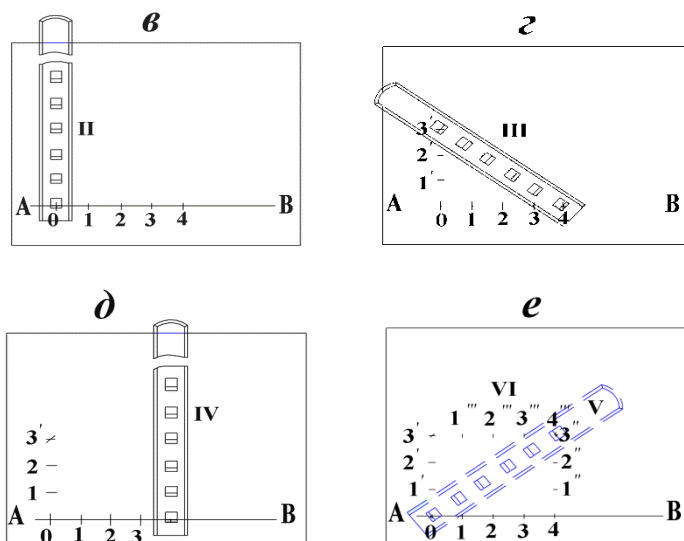 в
II
A B
0 1 2 3 4
г
III
3'
2'
1'
A B
0 1 2 3 4
д
IV
3'
2
1
A B
0 1 2 3
е
VI
1''' 2''' 3''' 4''' V
3' 3''
2' 2''
1' 1''
A B
0 1 2 3 4